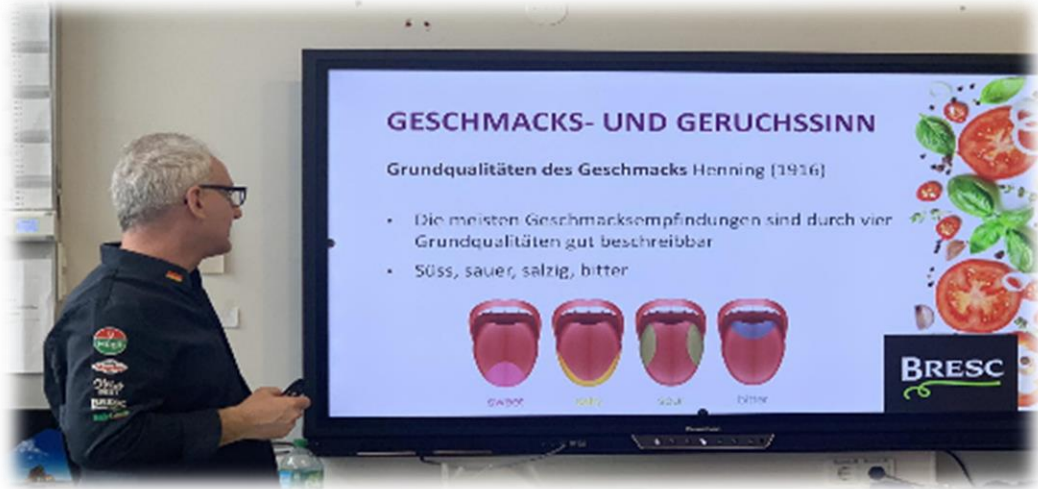 GESCHMACKS- UND GERUCHSSINN
Grundqualitäten des Geschmacks Henning (1916)
• Die meisten Geschmacksempfindungen sind durch vier
Grundqualitäten gut beschreibbar
• Süss, sauer, salzig, bitter
sweet salty sour bitter
BRESC